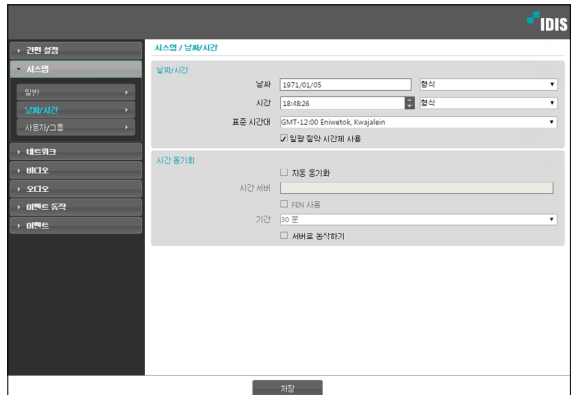 IDIS
간편 설정
시스템
일반
날짜/시간
사용자/그룹
네트워크
비디오
오디오
이벤트 동작
이벤트
시스템 / 날짜/시간
날짜/시간
날짜 1971/01/05 형식
시간 18:48:26 형식
표준 시간대 GMT-12:00 Eniwetok, Kwajalein
일광 절약 시간제 사용
시간 동기화
자동 동기화
시간 서버
FEN 사용
기간 30 분
서버로 동작하기
저장